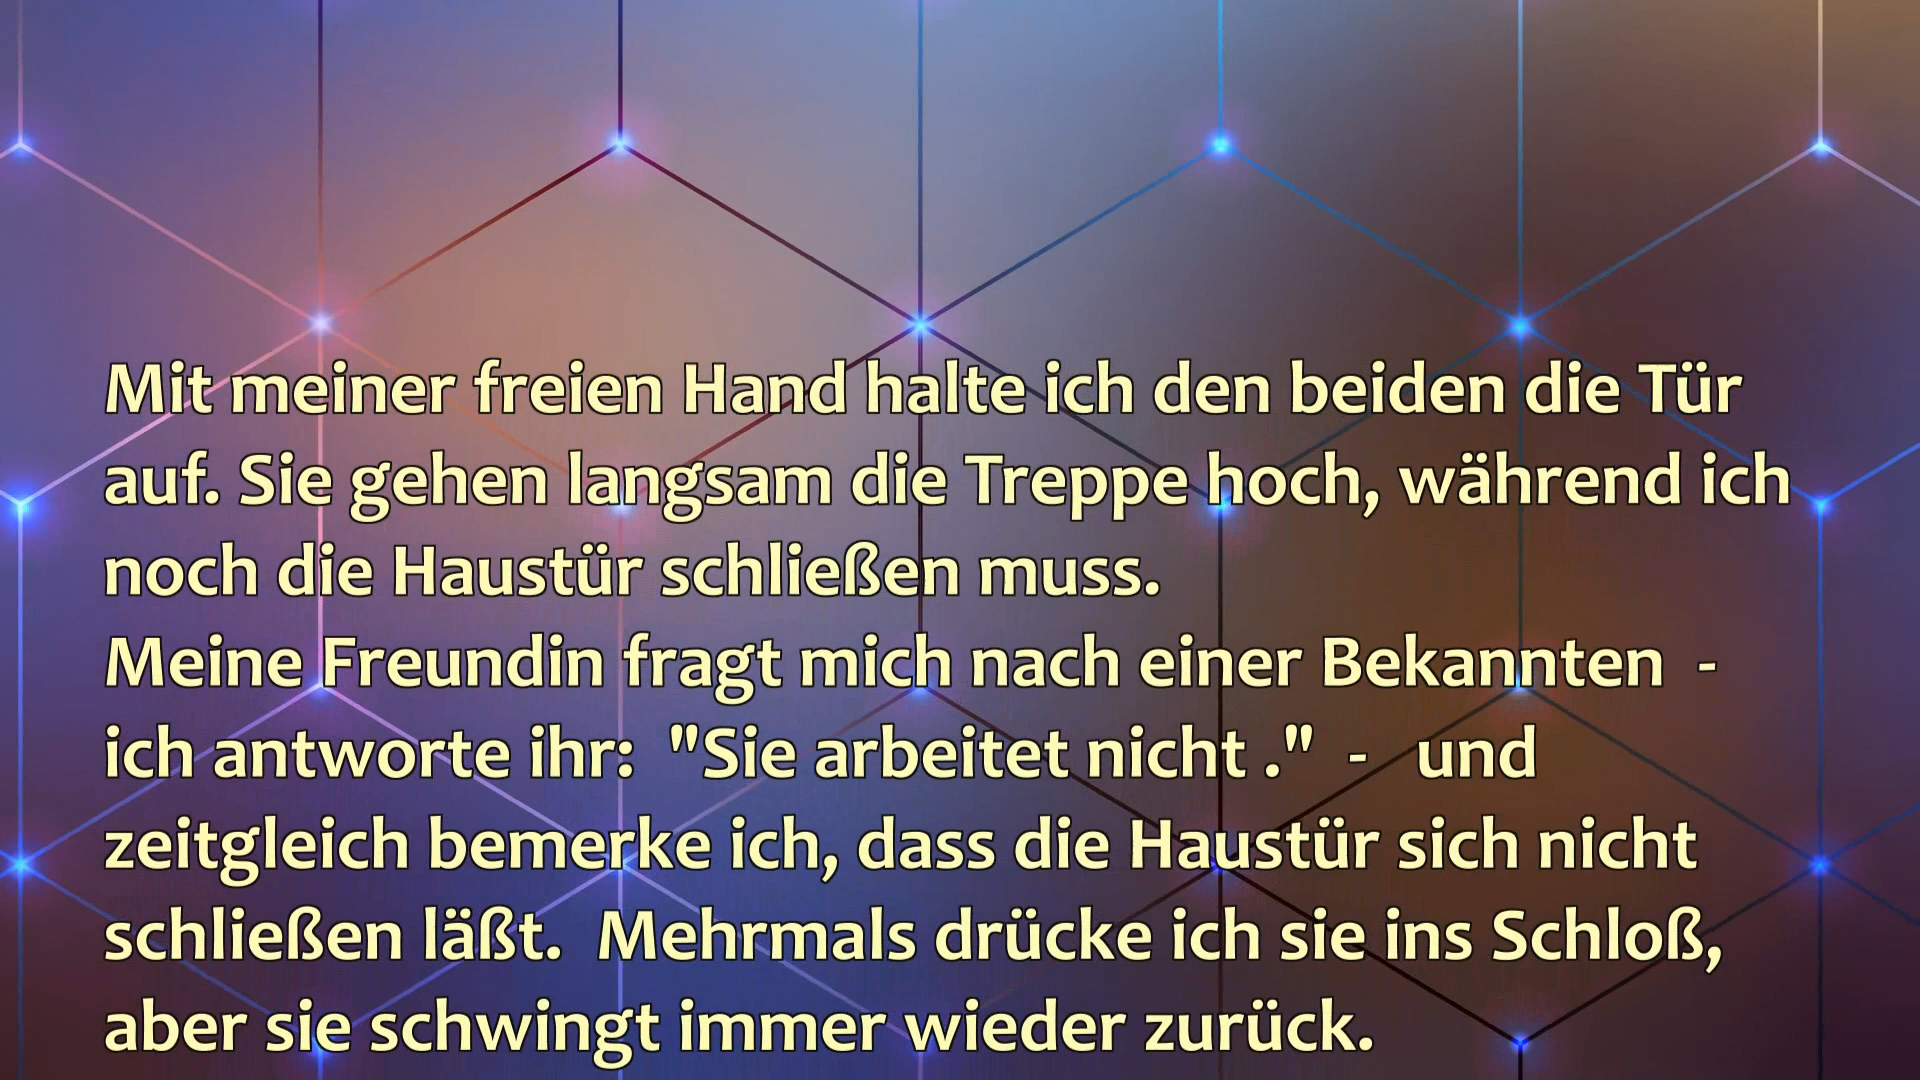 Mit meiner freien Hand halte ich den beiden die Tür
auf. Sie gehen langsam die Treppe hoch, während ich
noch die Haustür schließen muss.
Meine Freundin fragt mich nach einer Bekannten  -
ich antworte ihr:  "Sie arbeitet nicht ."  -   und
zeitgleich bemerke ich, dass die Haustür sich nicht
schließen läßt.  Mehrmals drücke ich sie ins Schloß,
aber sie schwingt immer wieder zurück.